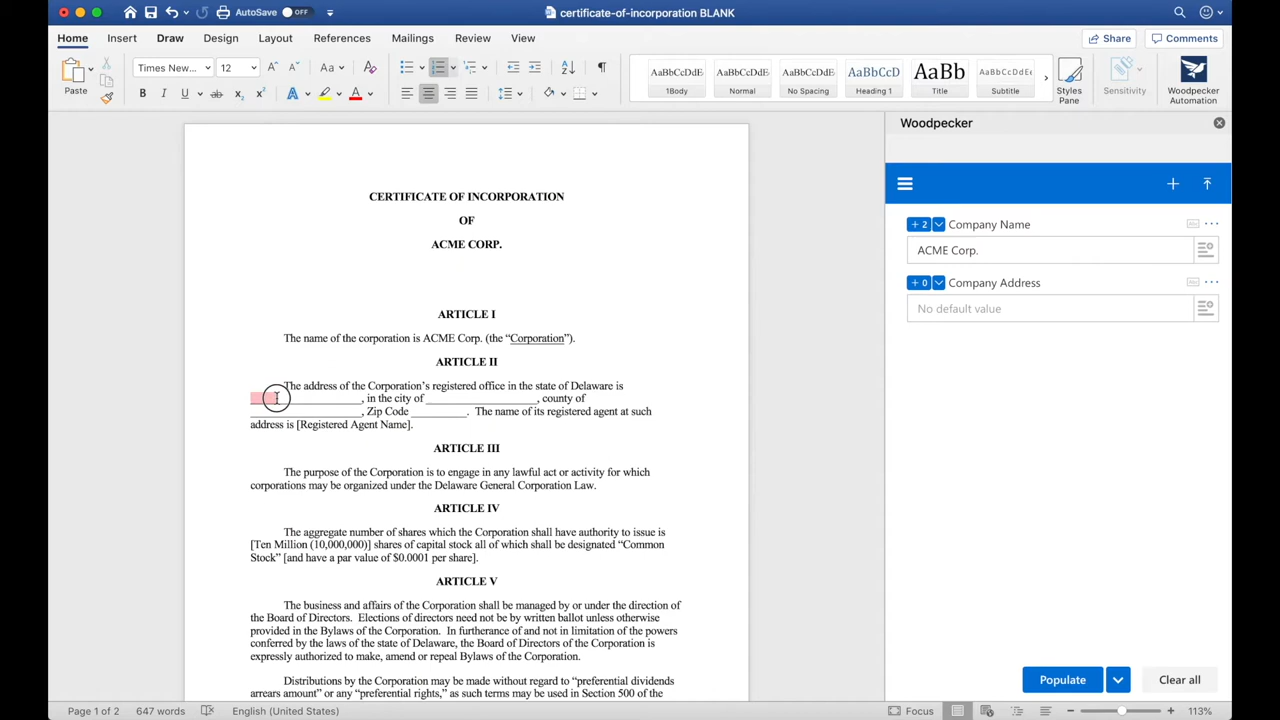 AutoSave OFF
certificate-of-incorporation BLANK
Home Insert Draw Design Layout References Mailings Review View
Share Comments
Times New... 12 Aa
AaBbCcDdE AaBbCcDdE AaBbCcDdE AaBbCcD AaBb AaBbCcDdE
Paste
B I U ab x₂ x² A A
1Body Normal No Spacing Heading 1 Title Subtitle
Styles Pane
Sensitivity
Woodpecker Automation
Woodpecker
+ 2 Company Name
Abc
ACME Corp.
+ 0 Company Address
Abc
No default value
CERTIFICATE OF INCORPORATION
OF
ACME CORP.
ARTICLE I
The name of the corporation is ACME Corp. (the “Corporation”).
ARTICLE II
The address of the Corporation’s registered office in the state of Delaware is
____________________, in the city of ____________________, county of
____________________, Zip Code __________. The name of its registered agent at such
address is [Registered Agent Name].
ARTICLE III
The purpose of the Corporation is to engage in any lawful act or activity for which
corporations may be organized under the Delaware General Corporation Law.
ARTICLE IV
The aggregate number of shares which the Corporation shall have authority to issue is
[Ten Million (10,000,000)] shares of capital stock all of which shall be designated “Common
Stock” [and have a par value of $0.0001 per share].
ARTICLE V
The business and affairs of the Corporation shall be managed by or under the direction of
the Board of Directors. Elections of directors need not be by written ballot unless otherwise
provided in the Bylaws of the Corporation. In furtherance of and not in limitation of the powers
conferred by the laws of the state of Delaware, the Board of Directors of the Corporation is
expressly authorized to make, amend or repeal Bylaws of the Corporation.
Distributions by the Corporation may be made without regard to “preferential dividends
arrears amount” or any “preferential rights,” as such terms may be used in Section 500 of the
Populate Clear all
Page 1 of 2 647 words English (United States) Focus 113%